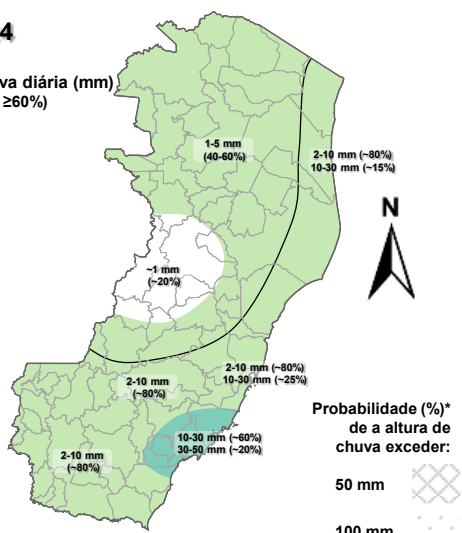 4
va diária (mm)
≥60%)
1-5 mm
(40-60%)
2-10 mm (~80%)
10-30 mm (~15%)
N
~1 mm
(~20%)
2-10 mm (~80%)
10-30 mm (~25%)
2-10 mm
(~80%)
Probabilidade (%)*
de a altura de
chuva exceder:
10-30 mm (~60%)
30-50 mm (~20%)
2-10 mm
(~80%)
50 mm
100 mm